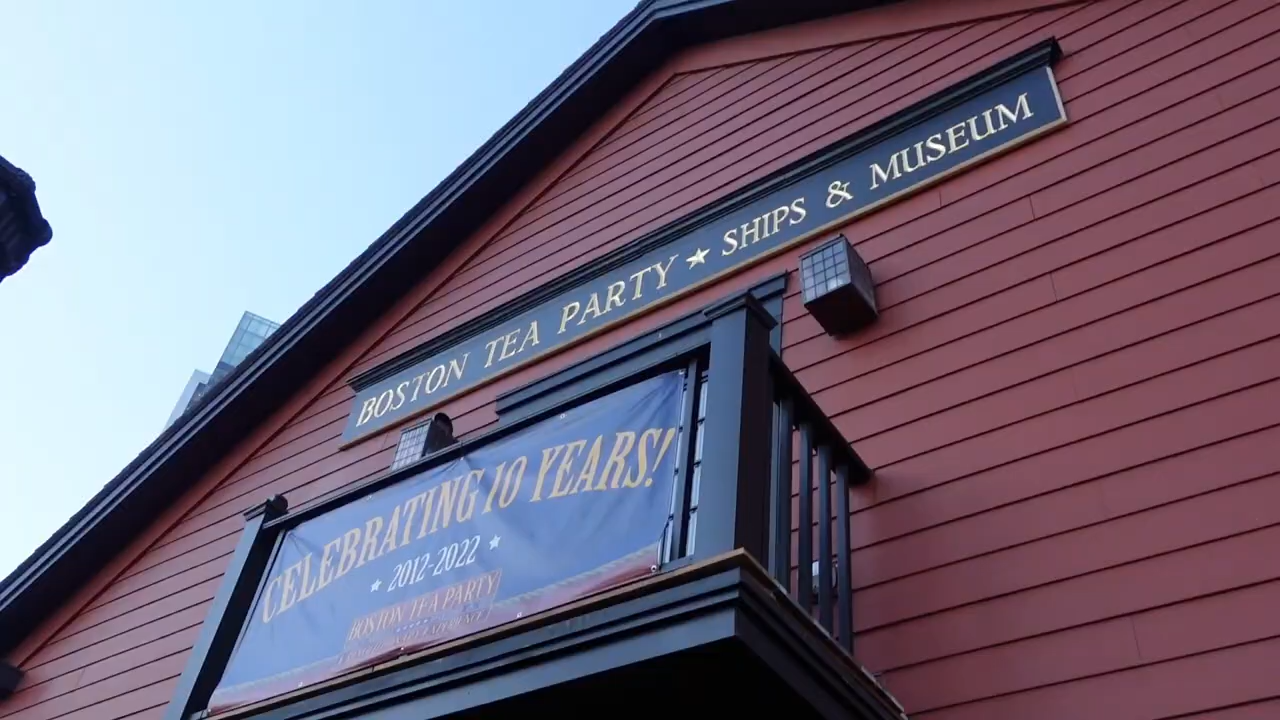 BOSTON TEA PARTY ★ SHIPS & MUSEUM
CELEBRATING 10 YEARS!
★ 2012-2022 ★
BOSTON TEA PARTY